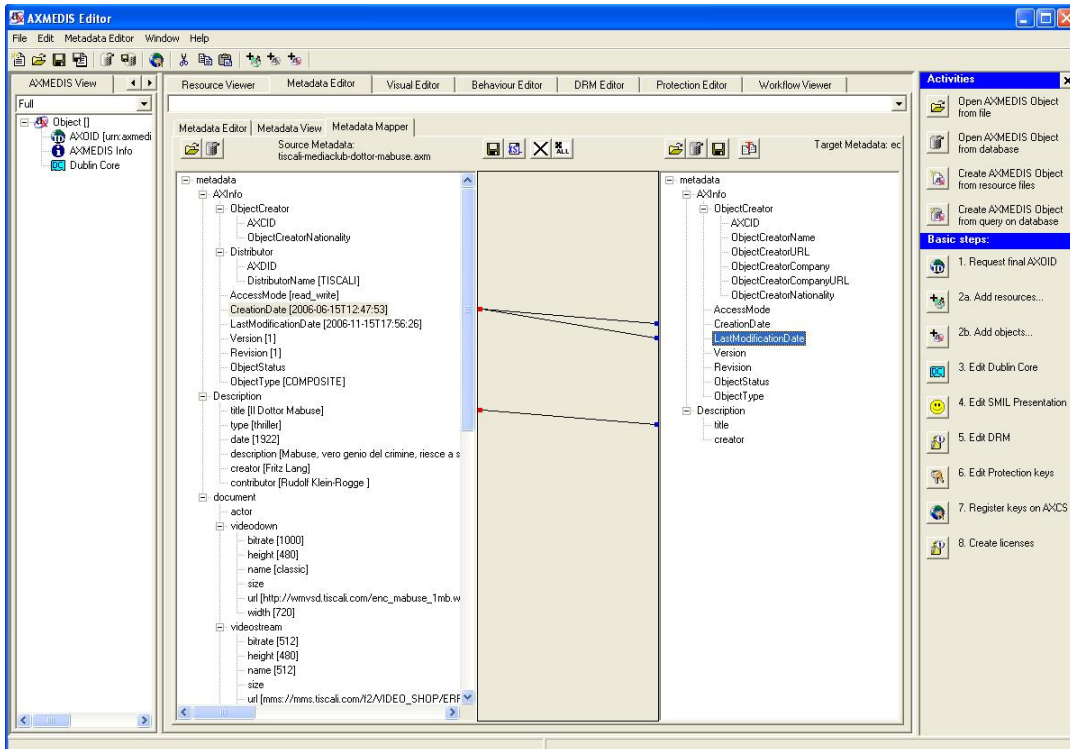 AXMEDIS Editor
File Edit Metadata Editor Window Help
AXMEDIS View
Full
Object []
AXOID [urn:axmedi
AXMEDIS Info
Dublin Core
Resource Viewer Metadata Editor Visual Editor Behaviour Editor DRM Editor Protection Editor Workflow Viewer
Metadata Editor Metadata View Metadata Mapper
Source Metadata:
tiscali-mediaclub-dottor-mabuse.axm
ALL
Target Metadata: ec
metadata
AXInfo
ObjectCreator
AXCID
ObjectCreatorNationality
Distributor
AXDID
DistributorName [TISCALI]
AccessMode [read_write]
CreationDate [2006-06-15T12:47:53]
LastModificationDate [2006-11-15T17:56:26]
Version [1]
Revision [1]
ObjectStatus
ObjectType [COMPOSITE]
Description
title [Il Dottor Mabuse]
type [thriller]
date [1922]
description [Mabuse, vero genio del crimine, riesce a s
creator [Fritz Lang]
contributor [Rudolf Klein-Rogge ]
document
actor
videodown
bitrate [1000]
height [480]
name [classic]
size
url [http://wmvsd.tiscali.com/enc_mabuse_1mb.w
width [720]
videostream
bitrate [512]
height [480]
name [512]
size
url [mms://mms.tiscali.com/f2/VIDEO_SHOP/ERF
metadata
AXInfo
ObjectCreator
AXCID
ObjectCreatorName
ObjectCreatorURL
ObjectCreatorCompany
ObjectCreatorCompanyURL
ObjectCreatorNationality
AccessMode
CreationDate
LastModificationDate
Version
Revision
ObjectStatus
ObjectType
Description
title
creator
Activities
Open AXMEDIS Object
from file
Open AXMEDIS Object
from database
Create AXMEDIS Object
from resource files
Create AXMEDIS Object
from query on database
Basic steps:
1. Request final AXOID
2a. Add resources...
2b. Add objects...
3. Edit Dublin Core
4. Edit SMIL Presentation
5. Edit DRM
6. Edit Protection keys
7. Register keys on AXCS
8. Create licenses